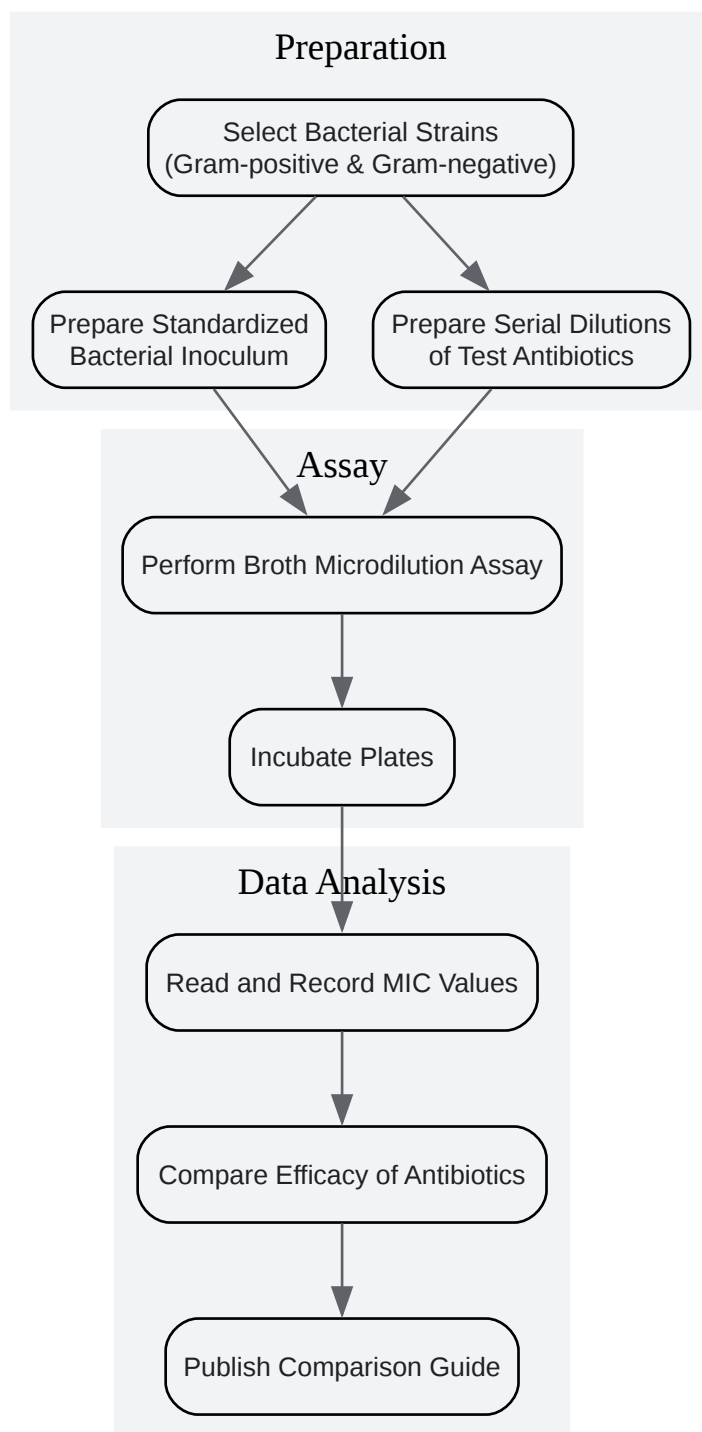 Preparation
Select Bacterial Strains
(Gram-positive & Gram-negative)
Prepare Standardized
Bacterial Inoculum
Prepare Serial Dilutions
of Test Antibiotics
Assay
Perform Broth Microdilution Assay
Incubate Plates
Data Analysis
Read and Record MIC Values
Compare Efficacy of Antibiotics
Publish Comparison Guide